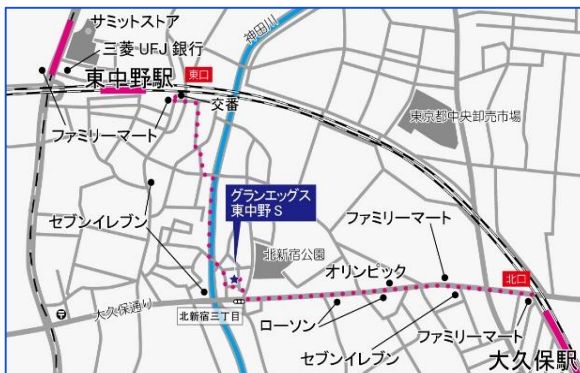 サミットストア
三菱UFJ銀行
東中野駅
東口
交番
ファミリーマート
神田川
東京都中央卸売市場
グランエッグス
東中野S
セブンイレブン
北新宿公園
ファミリーマート
オリンピック
北口
大久保通り
北新宿三丁目
ローソン
セブンイレブン
ファミリーマート
大久保駅